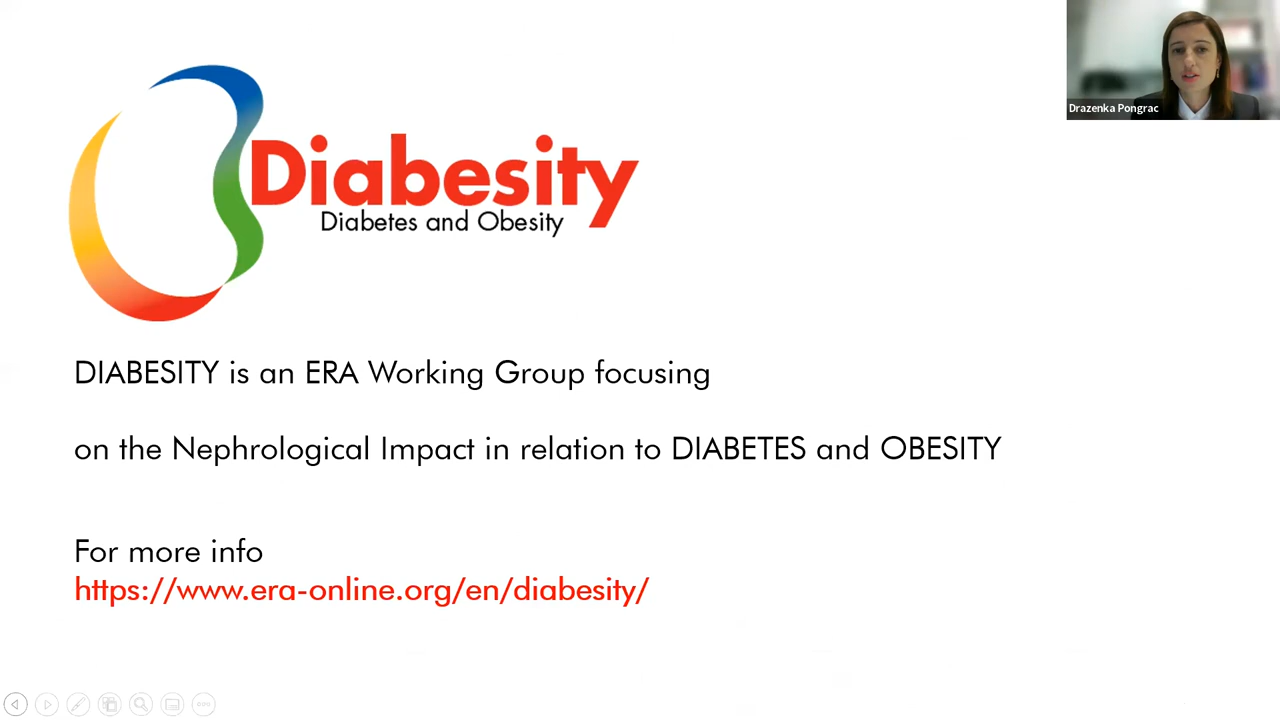 Drazenka Pongrac
Diabesity
Diabetes and Obesity
DIABESITY is an ERA Working Group focusing
on the Nephrological Impact in relation to DIABETES and OBESITY
For more info
https://www.era-online.org/en/diabesity/